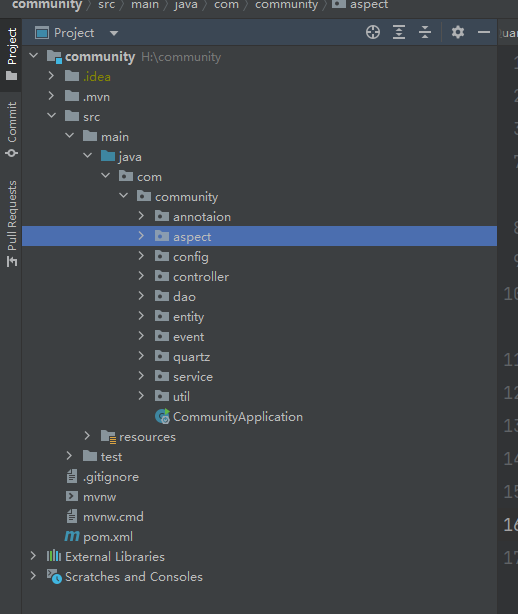 community src main java com community aspect
Project
Project
community H:\community
.idea
.mvn
Commit
src
main
java
com
Pull Requests
community
annotaion
aspect
config
controller
dao
entity
event
quartz
service
util
CommunityApplication
resources
test
.gitignore
mvnw
mvnw.cmd
pom.xml
External Libraries
Scratches and Consoles
1
2
3
7
8
9
10
11
12
13
14
15
16
17